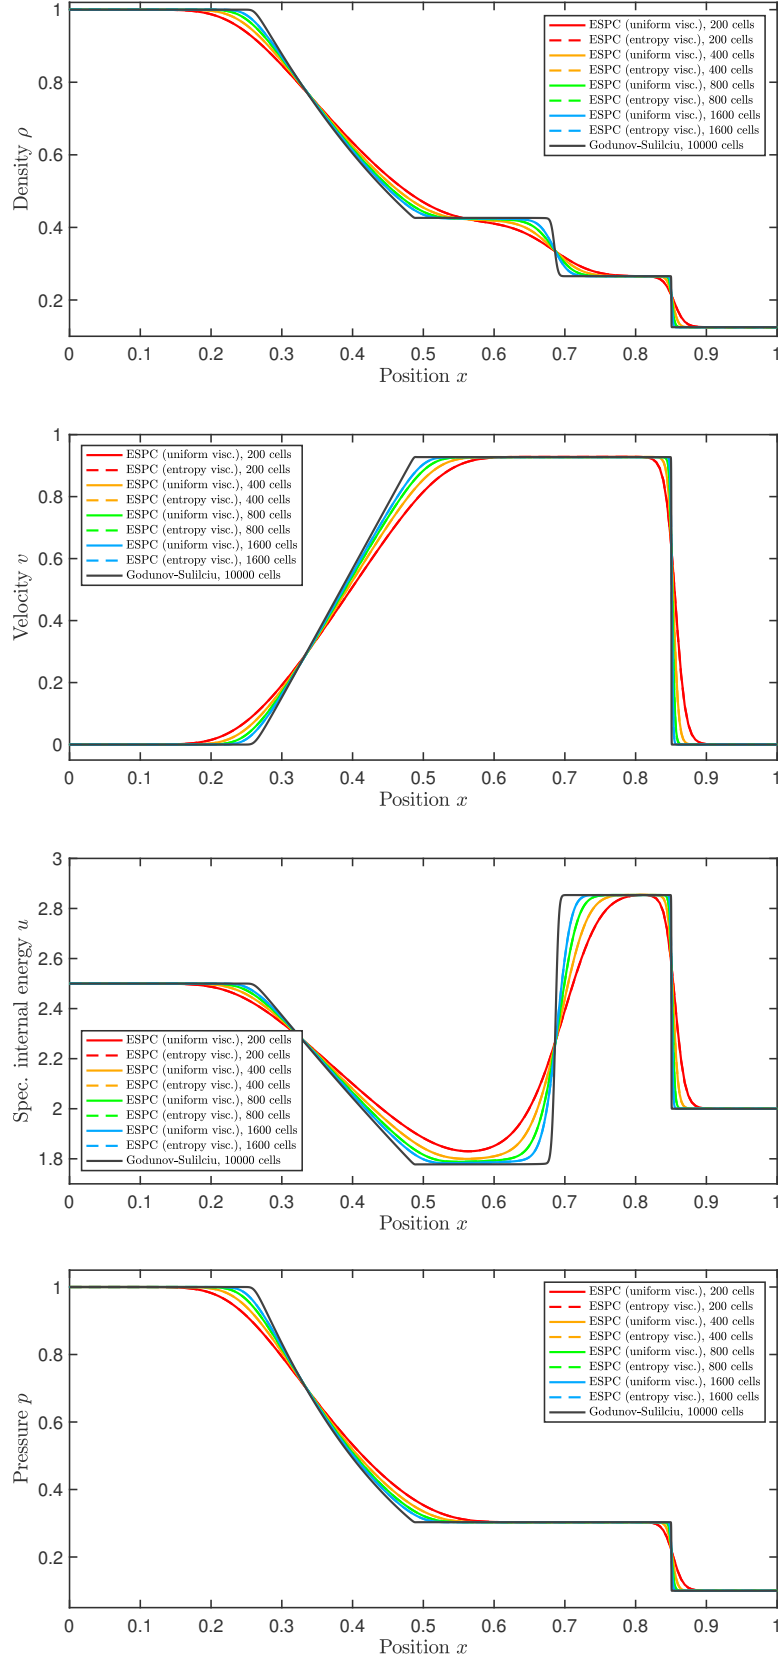 1
0.8
0.6
0.4
0.2
Density ρ
ESPC (uniform visc.), 200 cells
ESPC (entropy visc.), 200 cells
ESPC (uniform visc.), 400 cells
ESPC (entropy visc.), 400 cells
ESPC (uniform visc.), 800 cells
ESPC (entropy visc.), 800 cells
ESPC (uniform visc.), 1600 cells
ESPC (entropy visc.), 1600 cells
Godunov-Sulilciu, 10000 cells
0 0.1 0.2 0.3 0.4 0.5 0.6 0.7 0.8 0.9 1
Position x
1
0.8
0.6
0.4
0.2
0
Velocity v
ESPC (uniform visc.), 200 cells
ESPC (entropy visc.), 200 cells
ESPC (uniform visc.), 400 cells
ESPC (entropy visc.), 400 cells
ESPC (uniform visc.), 800 cells
ESPC (entropy visc.), 800 cells
ESPC (uniform visc.), 1600 cells
ESPC (entropy visc.), 1600 cells
Godunov-Sulilciu, 10000 cells
0 0.1 0.2 0.3 0.4 0.5 0.6 0.7 0.8 0.9 1
Position x
3
2.8
2.6
2.4
2.2
2
1.8
Spec. internal energy u
ESPC (uniform visc.), 200 cells
ESPC (entropy visc.), 200 cells
ESPC (uniform visc.), 400 cells
ESPC (entropy visc.), 400 cells
ESPC (uniform visc.), 800 cells
ESPC (entropy visc.), 800 cells
ESPC (uniform visc.), 1600 cells
ESPC (entropy visc.), 1600 cells
Godunov-Sulilciu, 10000 cells
0 0.1 0.2 0.3 0.4 0.5 0.6 0.7 0.8 0.9 1
Position x
1
0.8
0.6
0.4
0.2
Pressure p
ESPC (uniform visc.), 200 cells
ESPC (entropy visc.), 200 cells
ESPC (uniform visc.), 400 cells
ESPC (entropy visc.), 400 cells
ESPC (uniform visc.), 800 cells
ESPC (entropy visc.), 800 cells
ESPC (uniform visc.), 1600 cells
ESPC (entropy visc.), 1600 cells
Godunov-Sulilciu, 10000 cells
0 0.1 0.2 0.3 0.4 0.5 0.6 0.7 0.8 0.9 1
Position x